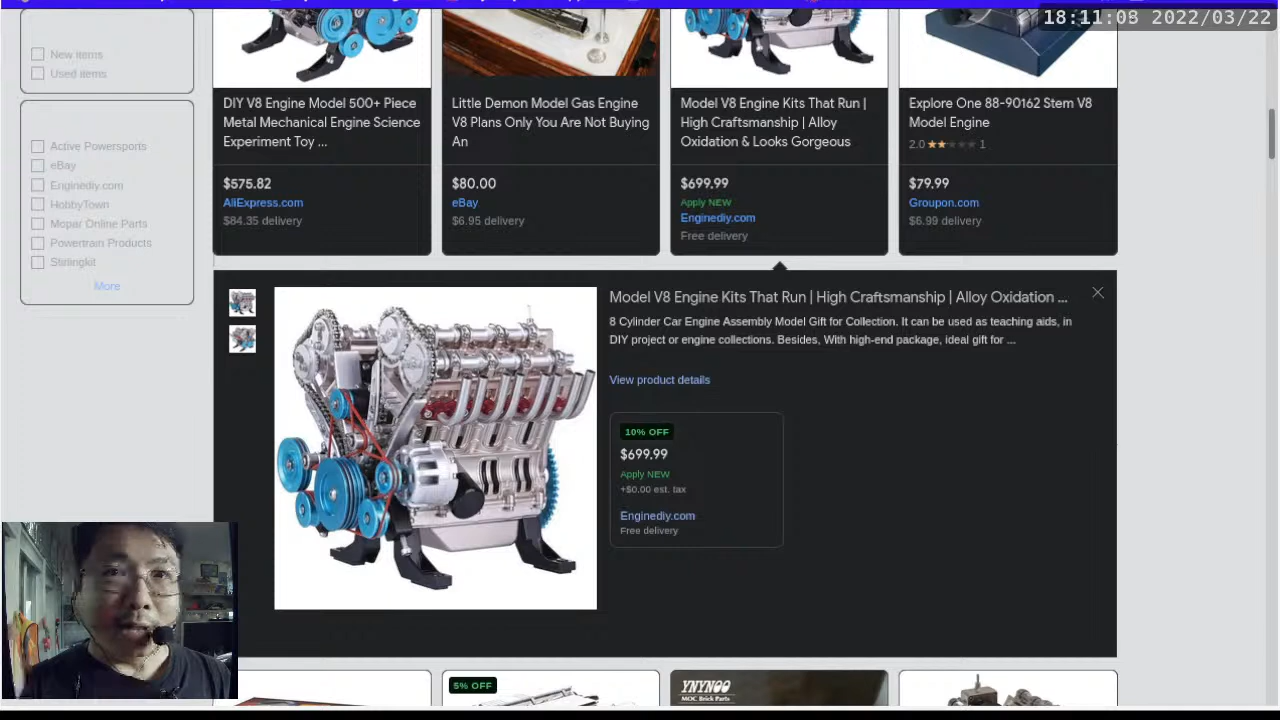 18:11:08 2022/03/22
New items
Used items
Active Powersports
eBay
Enginediy.com
HobbyTown
Mopar Online Parts
Powertrain Products
Stirlingkit
More
DIY V8 Engine Model 500+ Piece
Metal Mechanical Engine Science
Experiment Toy ...
$575.82
AliExpress.com
$84.35 delivery
Little Demon Model Gas Engine
V8 Plans Only You Are Not Buying
An
$80.00
eBay
$6.95 delivery
Model V8 Engine Kits That Run |
High Craftsmanship | Alloy
Oxidation & Looks Gorgeous
$699.99
Apply NEW
Enginediy.com
Free delivery
Explore One 88-90162 Stem V8
Model Engine
2.0 1
$79.99
Groupon.com
$6.99 delivery
Model V8 Engine Kits That Run | High Craftsmanship | Alloy Oxidation ...
8 Cylinder Car Engine Assembly Model Gift for Collection. It can be used as teaching aids, in
DIY project or engine collections. Besides, With high-end package, ideal gift for ...
View product details
10% OFF
$699.99
Apply NEW
+$0.00 est. tax
Enginediy.com
Free delivery
5% OFF
YNYNOO
MOC Brick Parts